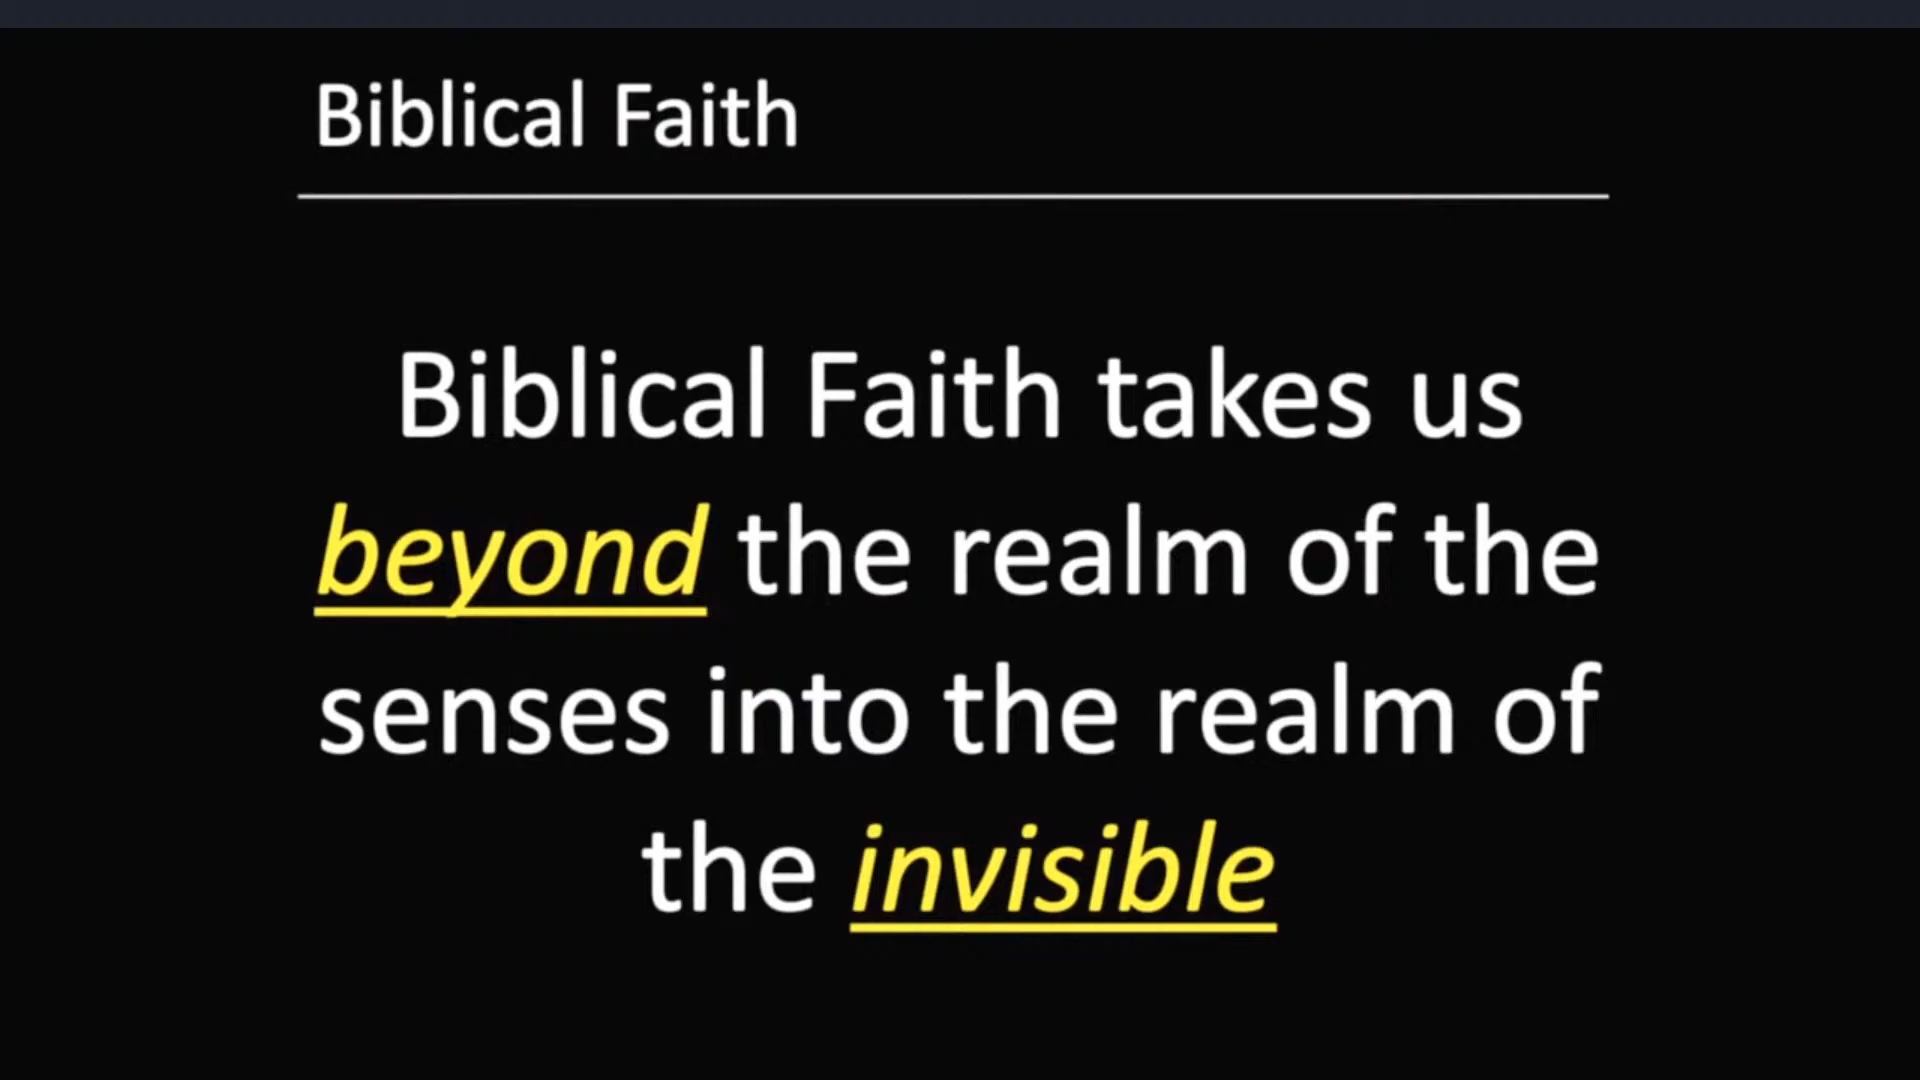 Biblical Faith
Biblical Faith takes us
beyond the realm of the
senses into the realm of
the invisible